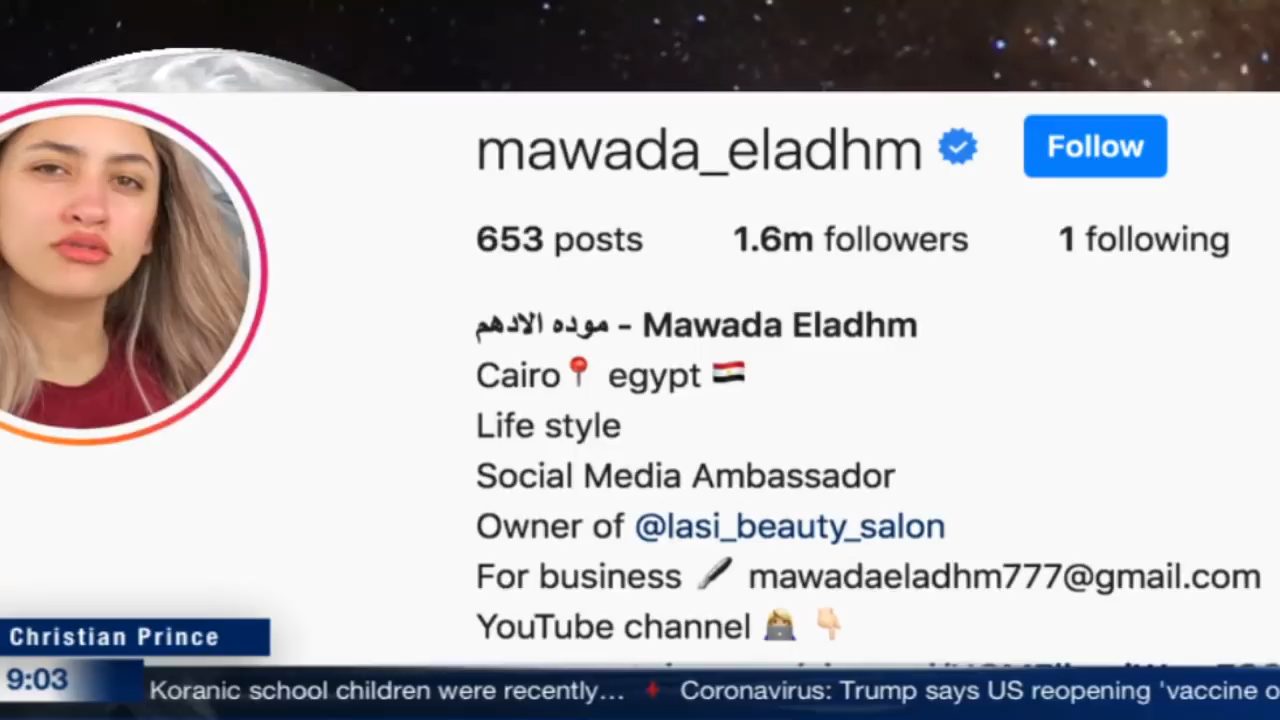 mawada_eladhm Follow
653 posts 1.6m followers 1 following
موده الادهم - Mawada Eladhm
Cairo📍 egypt 🇪🇬
Life style
Social Media Ambassador
Owner of @lasi_beauty_salon
For business 🖋 mawadaeladhm777@gmail.com
YouTube channel 👩🏼‍💻 👇🏻
Christian Prince
9:03
Koranic school children were recently... Coronavirus: Trump says US reopening 'vaccine o